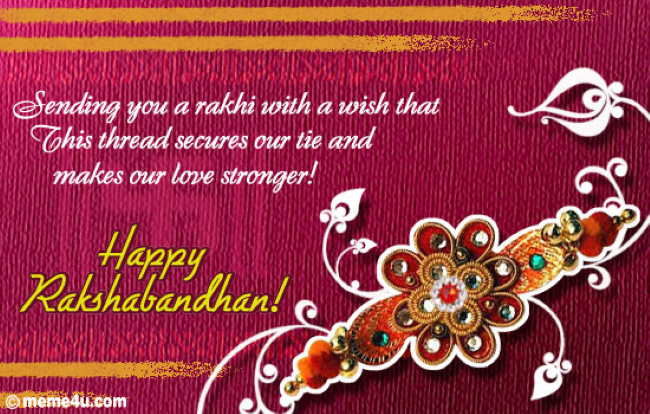 Sending you a rakhi with a wish that
This thread secures our tie and
makes our love stronger!
Happy
Rakshabandhan!
© meme4u.com